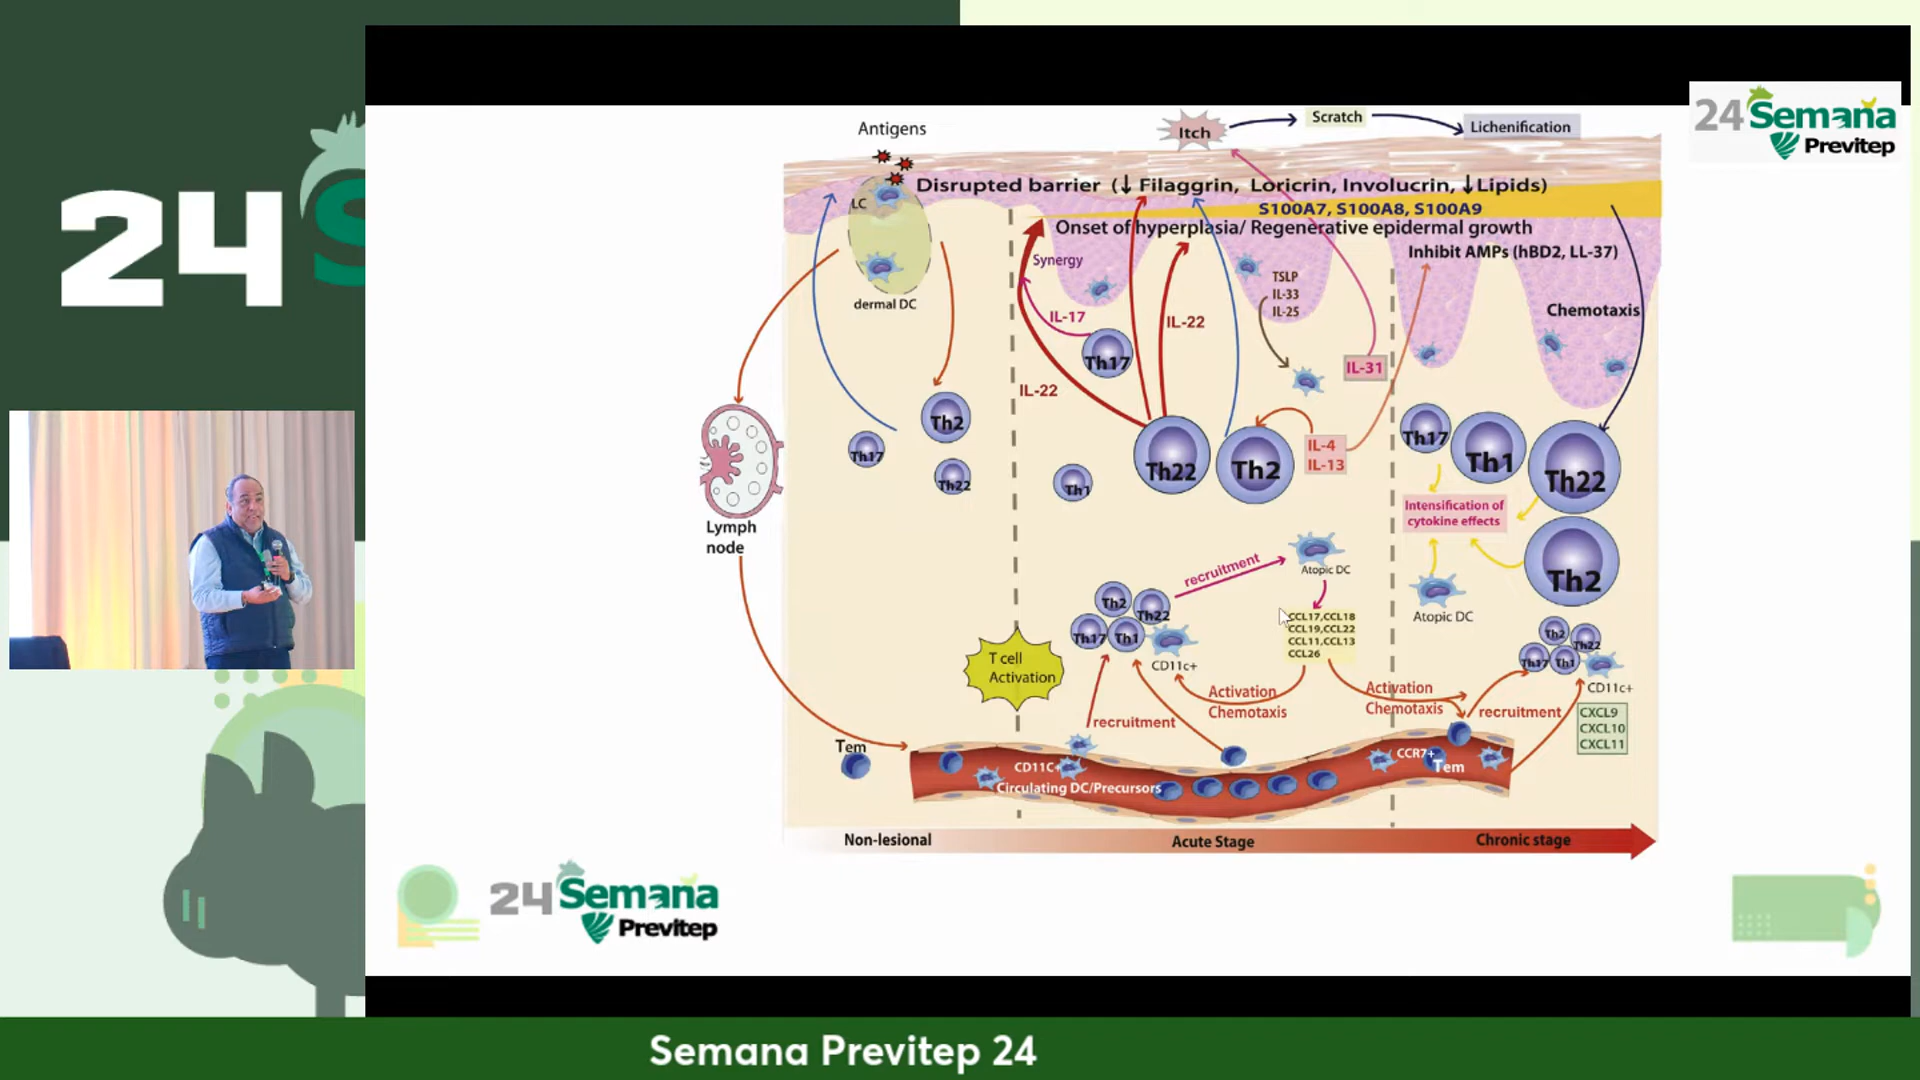 24 S
24 Semana
Previtep
Antigens
Itch
Scratch
Lichenification
LC
Disrupted barrier (↓ Filaggrin, Loricrin, Involucrin, ↓Lipids)
S100A7, S100A8, S100A9
Onset of hyperplasia/ Regenerative epidermal growth
Inhibit AMPs (hBD2, LL-37)
dermal DC
Synergy
IL-17
Th17
IL-22
IL-22
TSLP
IL-33
IL-25
IL-31
Chemotaxis
Th2
Th17
Th22
Th1
Th22
Th2
IL-4
IL-13
Th17
Th1
Th22
Intensification of
cytokine effects
Th2
Lymph
node
Atopic DC
Atopic DC
recruitment
Th2
Th22
Th17
Th1
CD11c+
CCL17,CCL18
CCL19,CCL22
CCL11,CCL13
CCL26
Th2
Th22
Th17
Th1
CD11c+
T cell
Activation
Activation
Chemotaxis
Activation
Chemotaxis
recruitment
recruitment
CXCL9
CXCL10
CXCL11
Tem
CD11C+
Circulating DC/Precursors
CCR7+
Tem
Non-lesional
Acute Stage
Chronic stage
24 Semana
Previtep
Semana Previtep 24